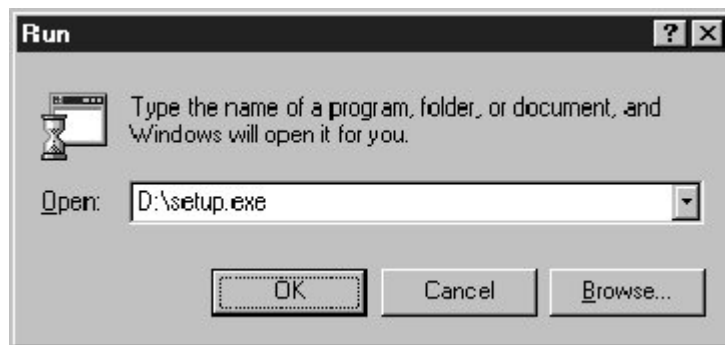 Run
Type the name of a program, folder, or document, and
Windows will open it for you.
Open: D:\setup.exe
OK Cancel Browse...